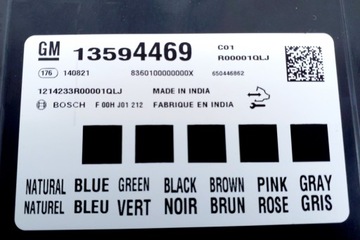 GM 13594469 C01
R00001QLJ
176 140821 8360100000000X 650446862
1214233R00001QLJ MADE IN INDIA
BOSCH F 00H J01 212 FABRIQUE EN INDIA
NATURAL BLUE GREEN BLACK BROWN PINK GRAY
NATUREL BLEU VERT NOIR BRUN ROSE GRIS